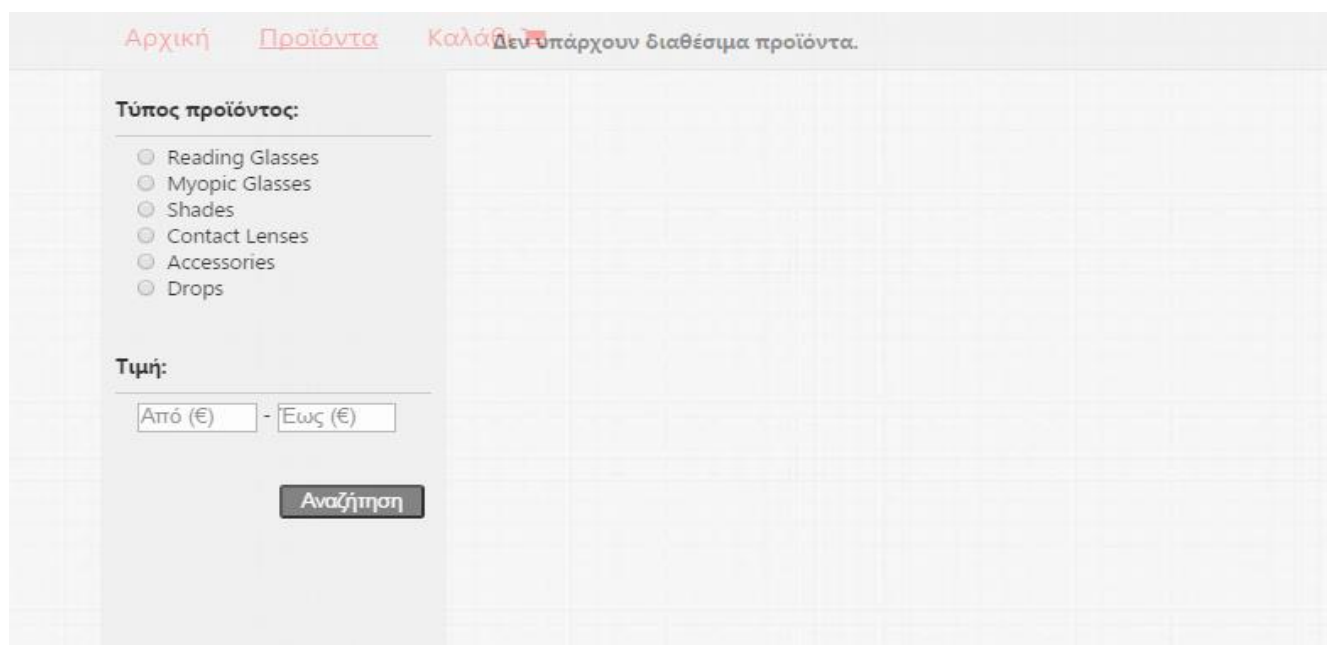 Αρχική Προϊόντα Καλάθι
Δεν υπάρχουν διαθέσιμα προϊόντα.
Τύπος προϊόντος:
Reading Glasses
Myopic Glasses
Shades
Contact Lenses
Accessories
Drops
Τιμή:
Από (€) - Έως (€)
Αναζήτηση